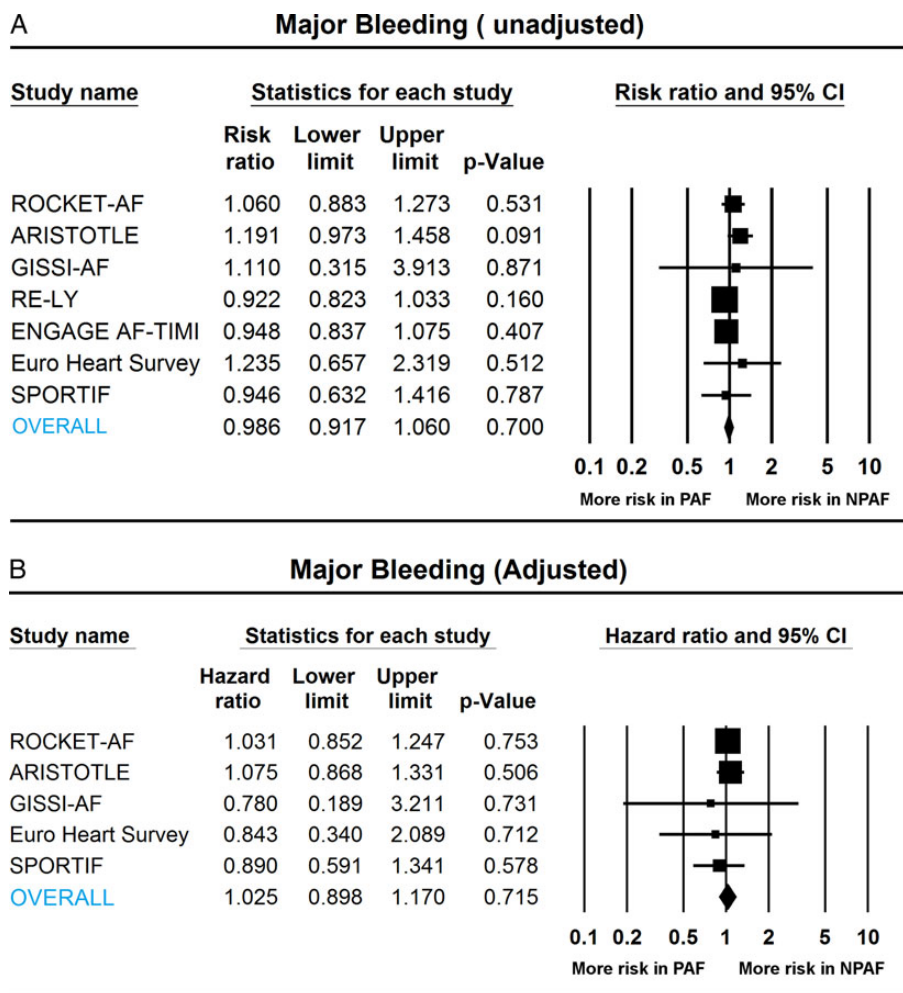 A
Major Bleeding ( unadjusted)
Study name Statistics for each study Risk ratio and 95% CI
Risk Lower Upper
ratio limit limit p-Value
ROCKET-AF 1.060 0.883 1.273 0.531
ARISTOTLE 1.191 0.973 1.458 0.091
GISSI-AF 1.110 0.315 3.913 0.871
RE-LY 0.922 0.823 1.033 0.160
ENGAGE AF-TIMI 0.948 0.837 1.075 0.407
Euro Heart Survey 1.235 0.657 2.319 0.512
SPORTIF 0.946 0.632 1.416 0.787
OVERALL 0.986 0.917 1.060 0.700
0.1 0.2 0.5 1 2 5 10
More risk in PAF More risk in NPAF
B
Major Bleeding (Adjusted)
Study name Statistics for each study Hazard ratio and 95% CI
Hazard Lower Upper
ratio limit limit p-Value
ROCKET-AF 1.031 0.852 1.247 0.753
ARISTOTLE 1.075 0.868 1.331 0.506
GISSI-AF 0.780 0.189 3.211 0.731
Euro Heart Survey 0.843 0.340 2.089 0.712
SPORTIF 0.890 0.591 1.341 0.578
OVERALL 1.025 0.898 1.170 0.715
0.1 0.2 0.5 1 2 5 10
More risk in PAF More risk in NPAF